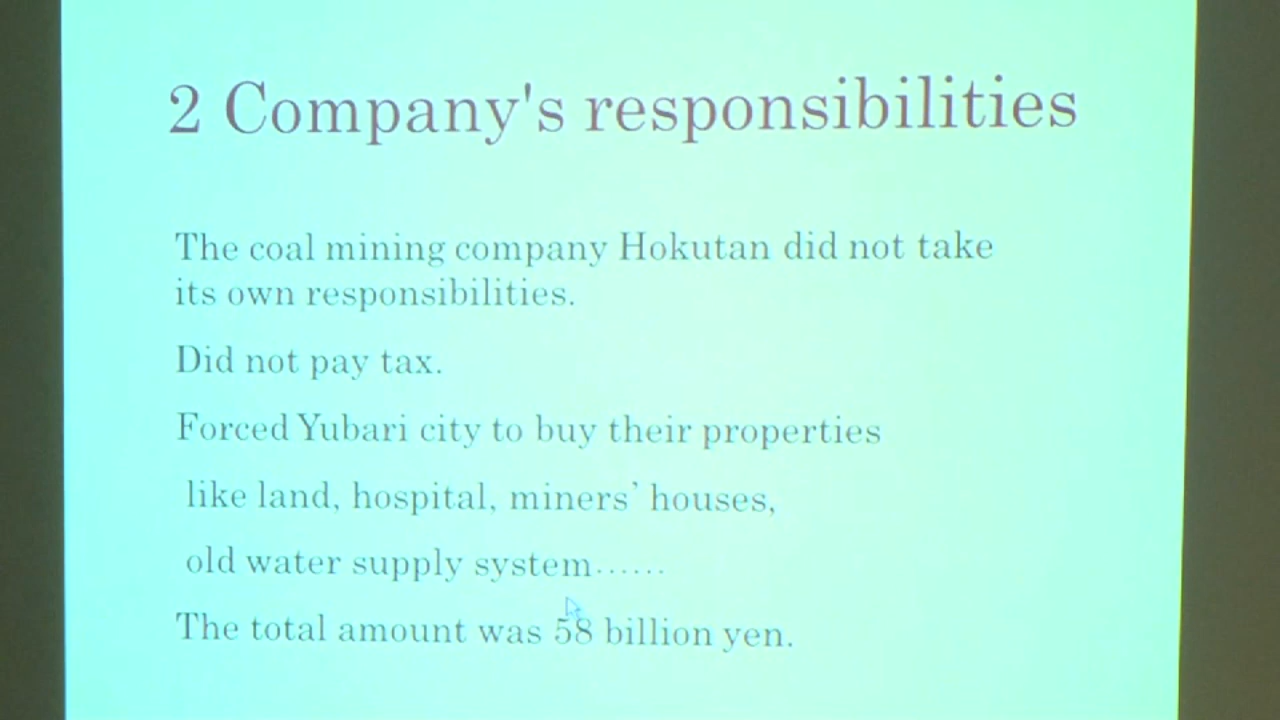 2 Company's responsibilities
The coal mining company Hokutan did not take
its own responsibilities.
Did not pay tax.
Forced Yubari city to buy their properties
like land, hospital, miners’ houses,
old water supply system······
The total amount was 58 billion yen.